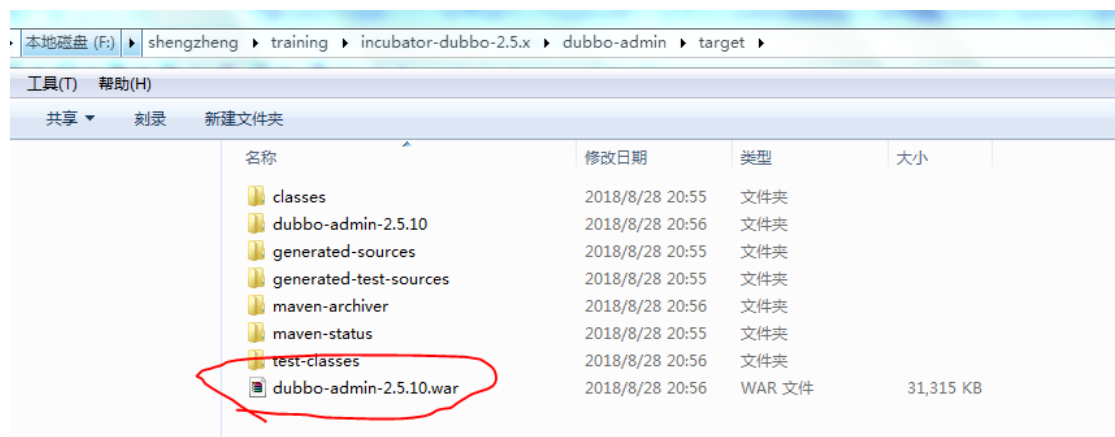 本地磁盘 (F:) shengzheng training incubator-dubbo-2.5.x dubbo-admin target
工具(T) 帮助(H)
共享 刻录 新建文件夹
名称 修改日期 类型 大小
classes 2018/8/28 20:55 文件夹
dubbo-admin-2.5.10 2018/8/28 20:56 文件夹
generated-sources 2018/8/28 20:55 文件夹
generated-test-sources 2018/8/28 20:56 文件夹
maven-archiver 2018/8/28 20:56 文件夹
maven-status 2018/8/28 20:55 文件夹
test-classes 2018/8/28 20:56 文件夹
dubbo-admin-2.5.10.war 2018/8/28 20:56 WAR 文件 31,315 KB